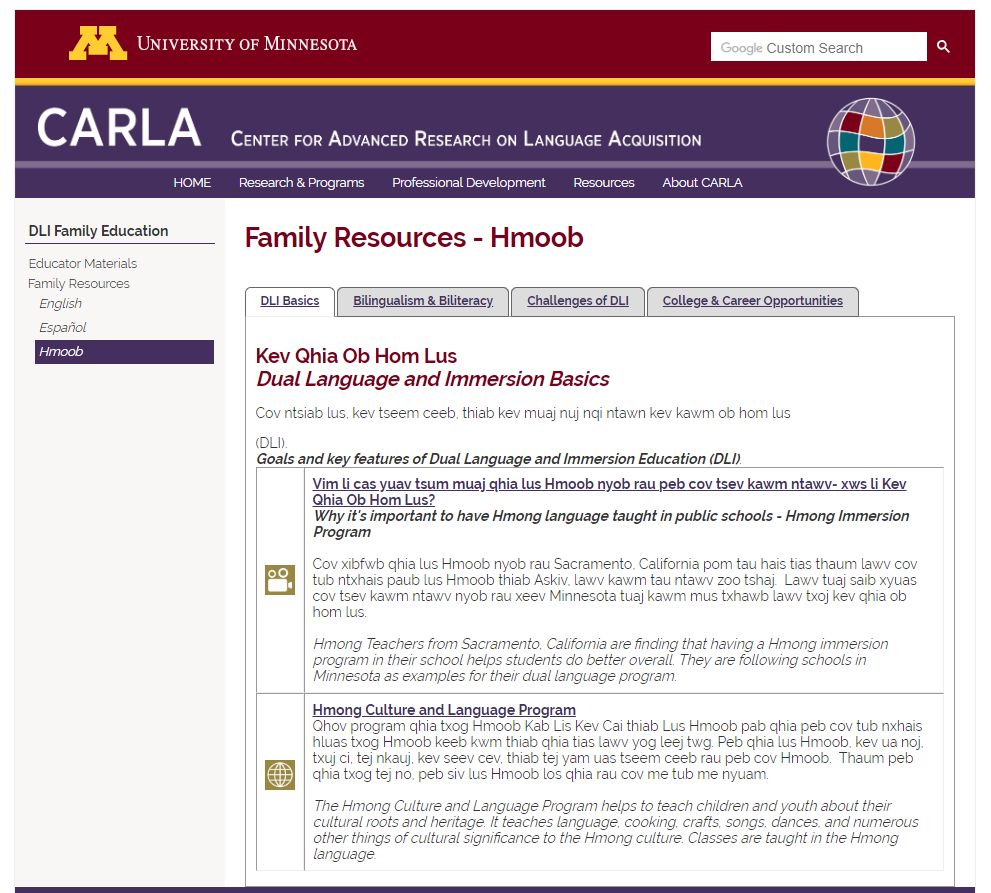 UNIVERSITY OF MINNESOTA
Google Custom Search
CARLA CENTER FOR ADVANCED RESEARCH ON LANGUAGE ACQUISITION
HOME Research & Programs Professional Development Resources About CARLA
DLI Family Education
Educator Materials
Family Resources
English
Español
Hmoob
Family Resources - Hmoob
DLI Basics Bilingualism & Biliteracy Challenges of DLI College & Career Opportunities
Kev Qhia Ob Hom Lus
Dual Language and Immersion Basics
Cov ntsiab lus, kev tseem ceeb, thiab kev muaj nuj nqi ntawn kev kawm ob hom lus
(DLI).
Goals and key features of Dual Language and Immersion Education (DLI).
Vim li cas yuav tsum muaj qhia lus Hmoob nyob rau peb cov tsev kawm ntawv- xws li Kev
Qhia Ob Hom Lus?
Why it's important to have Hmong language taught in public schools - Hmong Immersion
Program
Cov xibfwb qhia lus Hmoob nyob rau Sacramento, California pom tau hais tias thaum lawv cov
tub ntxhais paub lus Hmoob thiab Askiv, lawv kawm tau ntawv zoo tshaj. Lawv tuaj saib xyuas
cov tsev kawm ntawv nyob rau xeev Minnesota tuaj kawm mus txhawb lawv txoj kev qhia ob
hom lus.
Hmong Teachers from Sacramento, California are finding that having a Hmong immersion
program in their school helps students do better overall. They are following schools in
Minnesota as examples for their dual language program.
Hmong Culture and Language Program
Qhov program qhia txog Hmoob Kab Lis Kev Cai thiab Lus Hmoob pab qhia peb cov tub nxhais
hluas txog Hmoob keeb kwm thiab qhia tias lawv yog leej twg. Peb qhia lus Hmoob, kev ua noj,
txuj ci, tej nkauj, kev seev cev, thiab tej yam uas tseem ceeb rau peb cov Hmoob. Thaum peb
qhia txog tej no, peb siv lus Hmoob los qhia rau cov me tub me nyuam.
The Hmong Culture and Language Program helps to teach children and youth about their
cultural roots and heritage. It teaches language, cooking, crafts, songs, dances, and numerous
other things of cultural significance to the Hmong culture. Classes are taught in the Hmong
language.